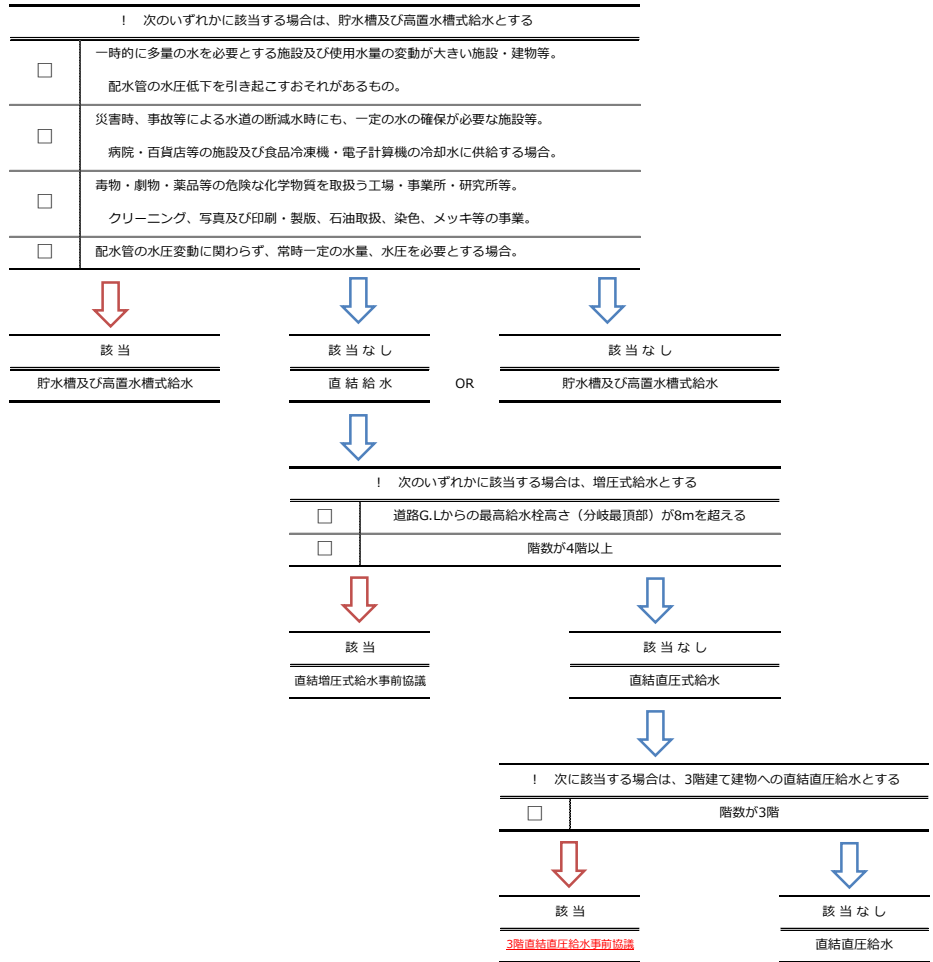 ！　次のいずれかに該当する場合は、貯水槽及び高置水槽式給水とする
□　一時的に多量の水を必要とする施設及び使用水量の変動が大きい施設・建物等。
配水管の水圧低下を引き起こすおそれがあるもの。
□　災害時、事故等による水道の断減水時にも、一定の水の確保が必要な施設等。
病院・百貨店等の施設及び食品冷凍機・電子計算機の冷却水に供給する場合。
□　毒物・劇物・薬品等の危険な化学物質を取扱う工場・事業所・研究所等。
クリーニング、写真及び印刷・製版、石油取扱、染色、メッキ等の事業。
□　配水管の水圧変動に関わらず、常時一定の水量、水圧を必要とする場合。
該 当　該 当 な し　該 当 な し
貯水槽及び高置水槽式給水　直 結 給 水　OR　貯水槽及び高置水槽式給水
！　次のいずれかに該当する場合は、増圧式給水とする
□　道路G.Lからの最高給水栓高さ（分岐最頂部）が8mを超える
□　階数が4階以上
該 当　該 当 な し
直結増圧式給水事前協議　直結直圧式給水
！　次に該当する場合は、3階建て建物への直結直圧給水とする
□　階数が3階
該 当　該 当 な し
3階直結直圧給水事前協議　直結直圧給水